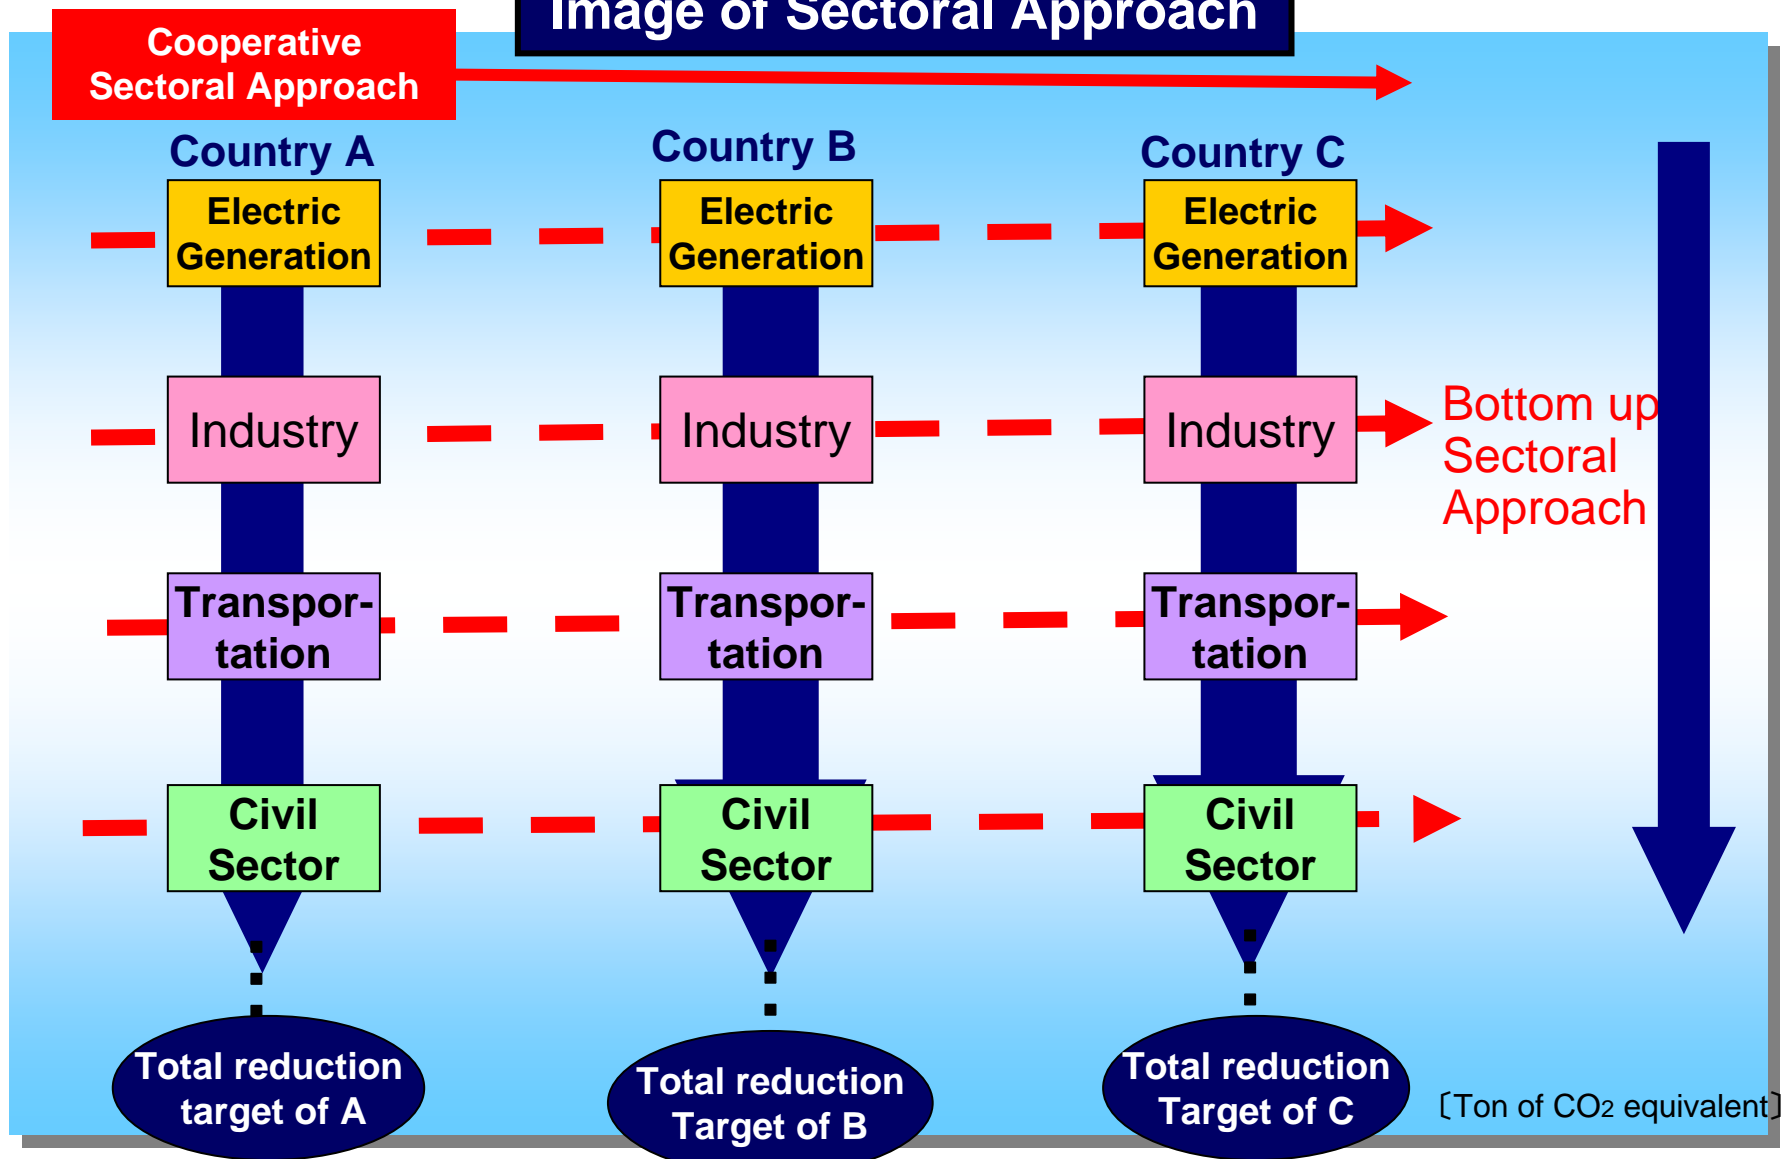 Image of Sectoral Approach
Cooperative
Sectoral Approach
Country A
Country B
Country C
Electric
Generation
Electric
Generation
Electric
Generation
Industry
Industry
Industry
Bottom up
Sectoral
Approach
Transpor-
tation
Transpor-
tation
Transpor-
tation
Civil
Sector
Civil
Sector
Civil
Sector
Total reduction
target of A
Total reduction
Target of B
Total reduction
Target of C
〔Ton of CO2 equivalent〕